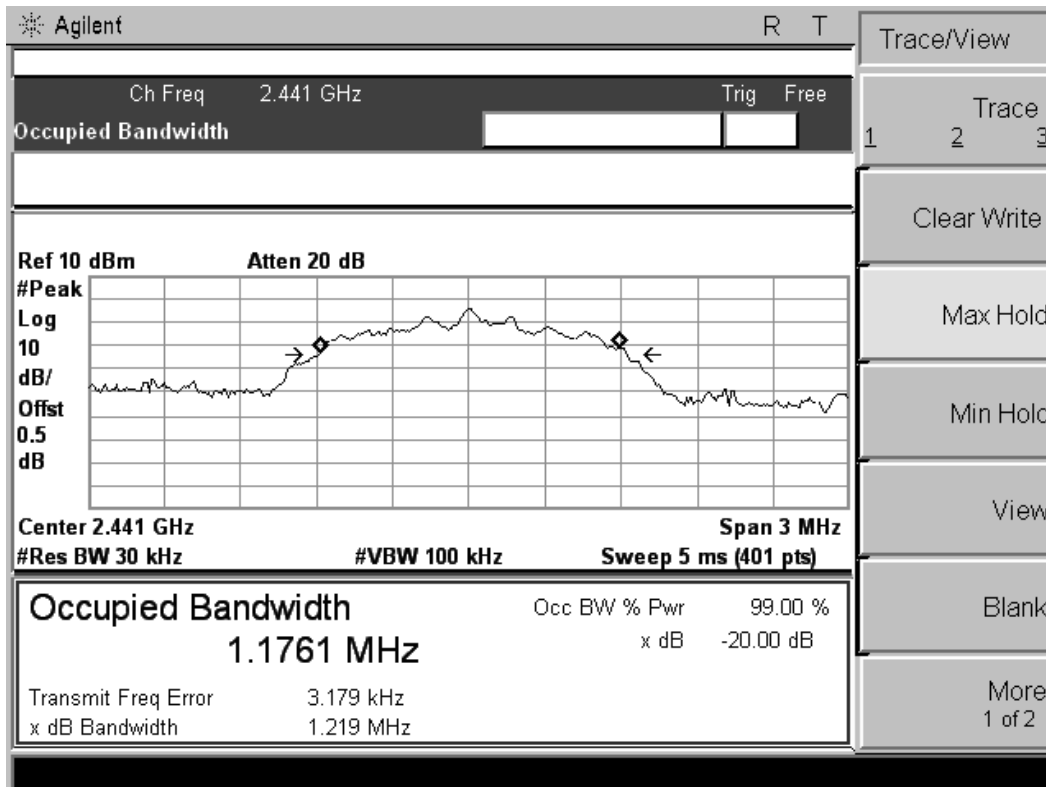 Agilent R T
Ch Freq 2.441 GHz Trig Free
Occupied Bandwidth
Ref 10 dBm Atten 20 dB
#Peak
Log
10
dB/
Offst
0.5
dB
Center 2.441 GHz Span 3 MHz
#Res BW 30 kHz #VBW 100 kHz Sweep 5 ms (401 pts)
Occupied Bandwidth
1.1761 MHz
Occ BW % Pwr 99.00 %
x dB -20.00 dB
Transmit Freq Error 3.179 kHz
x dB Bandwidth 1.219 MHz
Trace/View
Trace
1 2 3
Clear Write
Max Hold
Min Hold
View
Blank
More
1 of 2